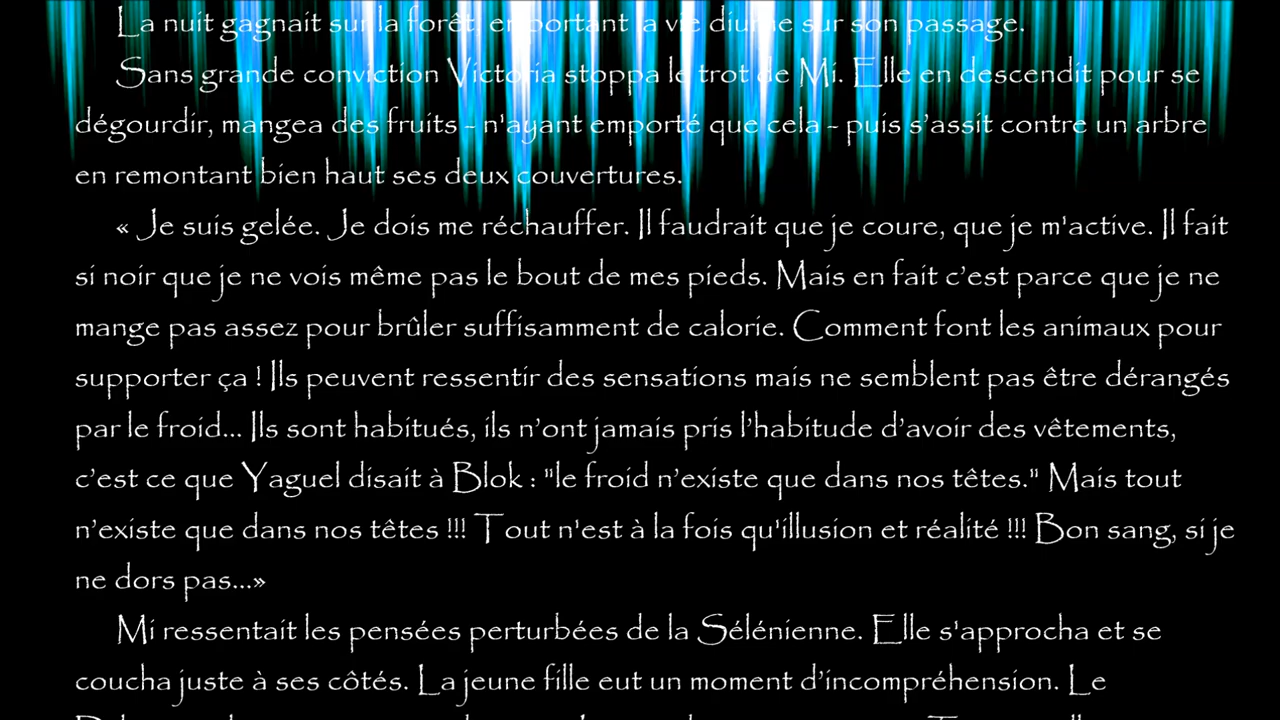 La nuit gagnait sur la forêt, emportant la vie diurne sur son passage.
Sans grande conviction Victoria stoppa le trot de Mi. Elle en descendit pour se
dégourdir, mangea des fruits - n'ayant emporté que cela - puis s’assit contre un arbre
en remontant bien haut ses deux couvertures.
« Je suis gelée. Je dois me réchauffer. Il faudrait que je coure, que je m'active. Il fait
si noir que je ne vois même pas le bout de mes pieds. Mais en fait c’est parce que je ne
mange pas assez pour brûler suffisamment de calorie. Comment font les animaux pour
supporter ça ! Ils peuvent ressentir des sensations mais ne semblent pas être dérangés
par le froid... Ils sont habitués, ils n’ont jamais pris l’habitude d’avoir des vêtements,
c’est ce que Yaguel disait à Blok : "le froid n’existe que dans nos têtes." Mais tout
n’existe que dans nos têtes !!! Tout n'est à la fois qu'illusion et réalité !!! Bon sang, si je
ne dors pas...»
Mi ressentait les pensées perturbées de la Sélénienne. Elle s'approcha et se
coucha juste à ses côtés. La jeune fille eut un moment d’incompréhension. Le